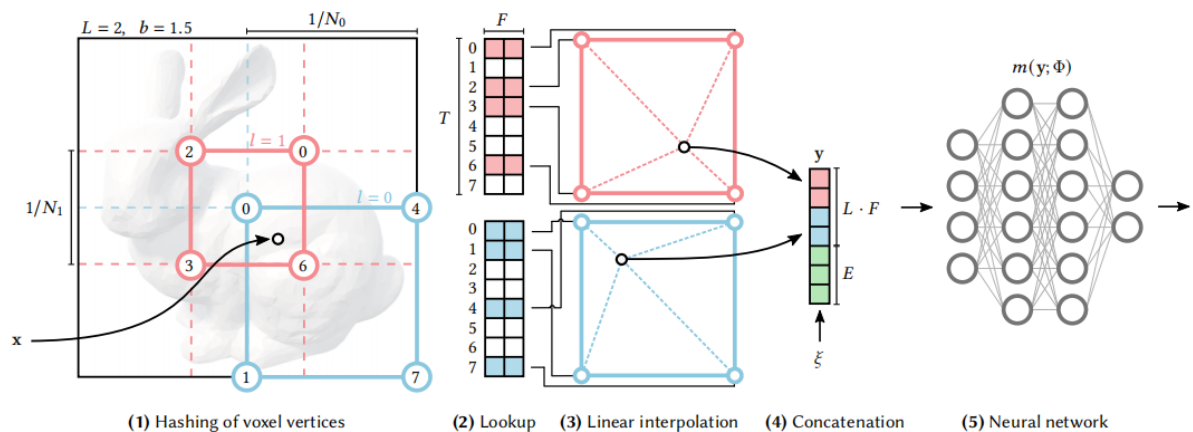 L = 2, b = 1.5
1/N₀
l = 1
2
0
1/N₁
l = 0
0
4
3
6
x
1
7
F
T
0
1
2
3
4
5
6
7
0
1
2
3
4
5
6
7
y
L · F
E
ξ
m(y; Φ)
(1) Hashing of voxel vertices
(2) Lookup
(3) Linear interpolation
(4) Concatenation
(5) Neural network